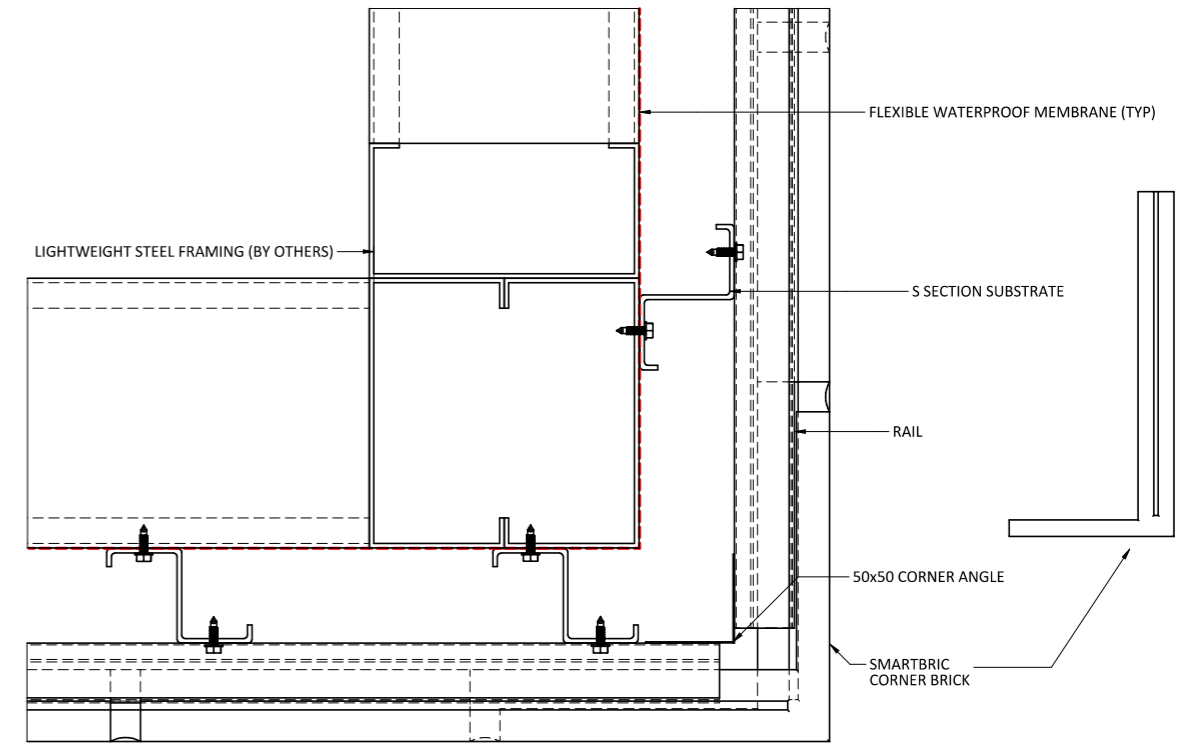 FLEXIBLE WATERPROOF MEMBRANE (TYP)
LIGHTWEIGHT STEEL FRAMING (BY OTHERS)
S SECTION SUBSTRATE
RAIL
50x50 CORNER ANGLE
SMARTBRIC
CORNER BRICK